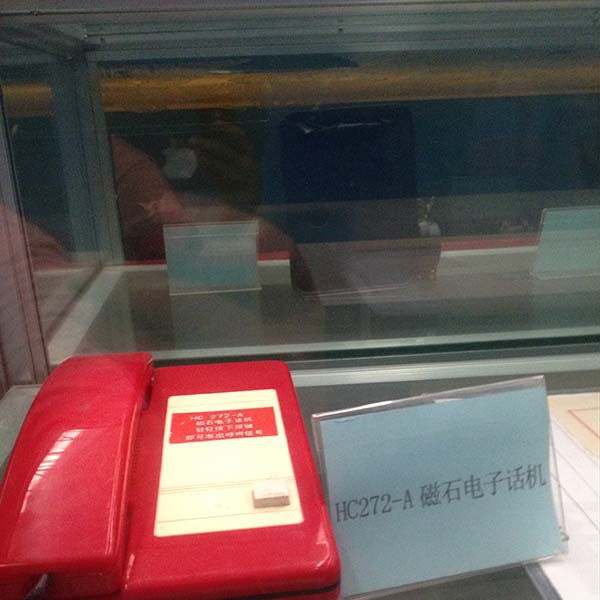 HC 272-A
磁石电子话机
轻轻按下按键
即可发出呼叫信号
HC272-A 磁石电子话机